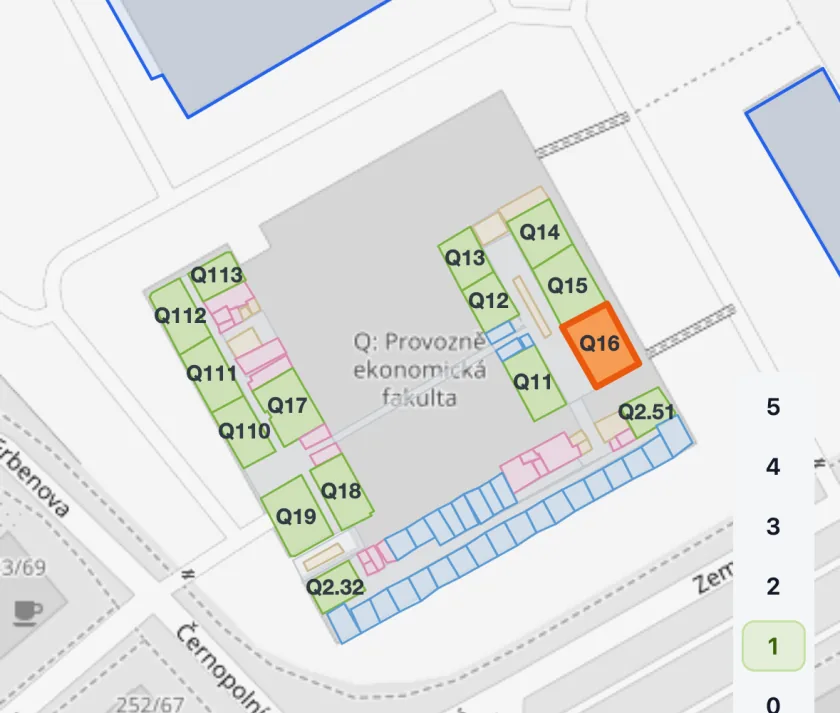 Q14
Q13
Q113
Q15
Q12
Q112
Q: Provozně
ekonomická
fakulta
Q16
Q111
Q11
Q17
Q2.51
Q110
Q18
Q19
Q2.32
Erbenova
3/69
Černopolní
252/67
Zem
5
4
3
2
1
0